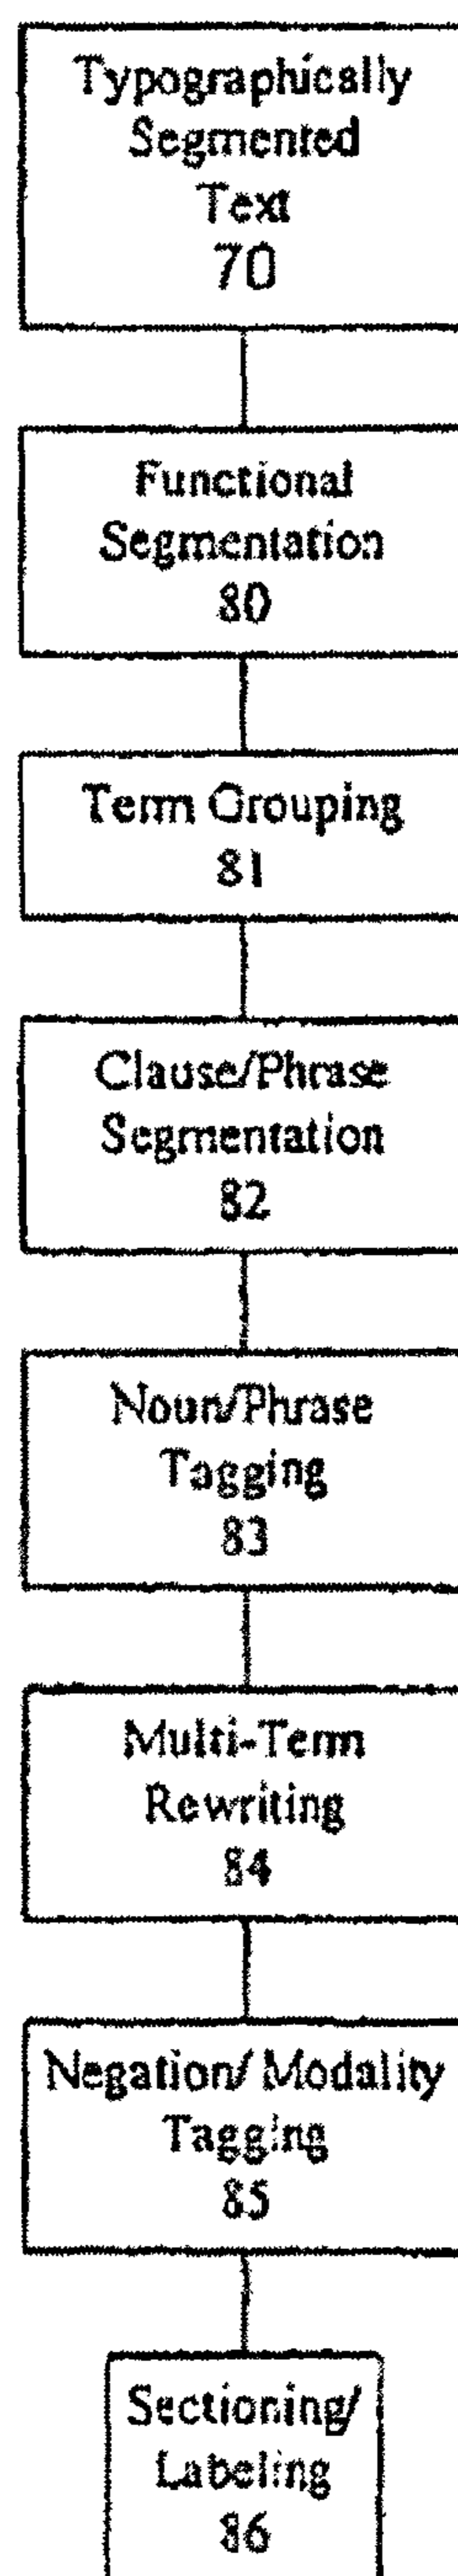 Typographically
Segmented
Text
70
Functional
Segmentation
80
Term Grouping
81
Clause/Phrase
Segmentation
82
Noun/Phrase
Tagging
83
Multi-Term
Rewriting
84
Negation/ Modality
Tagging
85
Sectioning/
Labeling
86